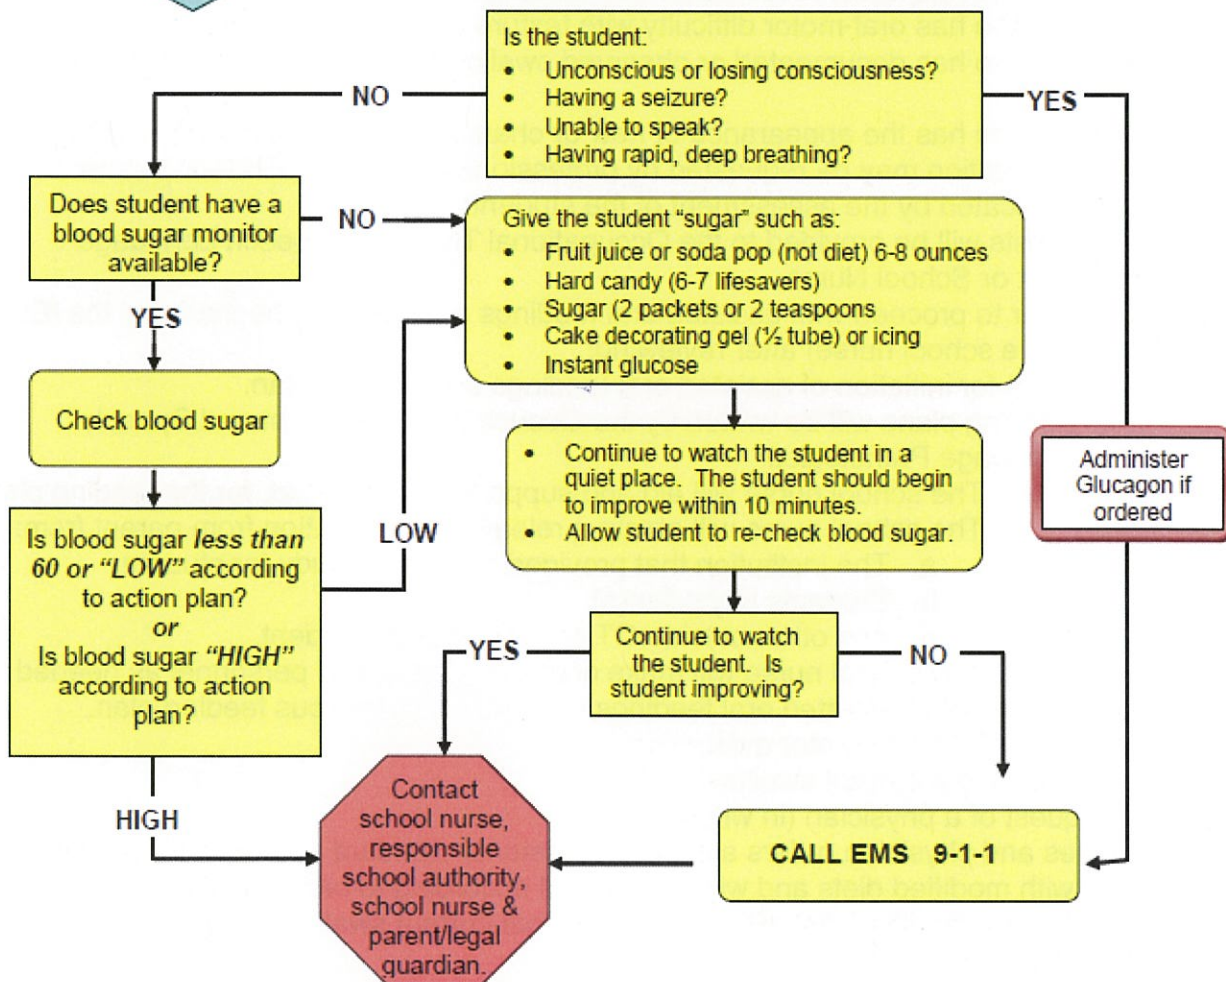 Is the student:
• Unconscious or losing consciousness?
• Having a seizure?
• Unable to speak?
• Having rapid, deep breathing?
NO
YES
Does student have a
blood sugar monitor
available?
NO
YES
Give the student “sugar” such as:
• Fruit juice or soda pop (not diet) 6-8 ounces
• Hard candy (6-7 lifesavers)
• Sugar (2 packets or 2 teaspoons
• Cake decorating gel (½ tube) or icing
• Instant glucose
Check blood sugar
• Continue to watch the student in a
quiet place. The student should begin
to improve within 10 minutes.
• Allow student to re-check blood sugar.
Administer
Glucagon if
ordered
Is blood sugar less than
60 or “LOW” according
to action plan?
or
Is blood sugar “HIGH”
according to action
plan?
LOW
HIGH
Continue to watch
the student. Is
student improving?
YES
NO
Contact
school nurse,
responsible
school authority,
school nurse &
parent/legal
guardian.
CALL EMS 9-1-1